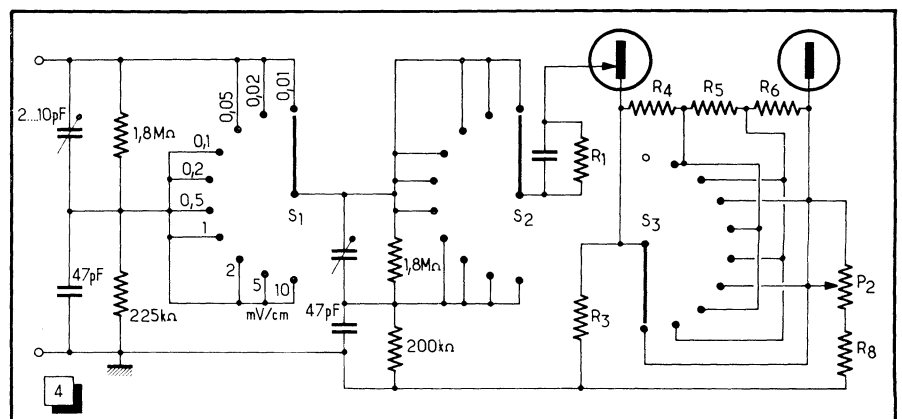 2...10pF
1,8MΩ
47pF
225kΩ
0,05
0,02
0,01
0,1
0,2
0,5
1
2
5
10
mV/cm
S1
S2
1,8MΩ
47pF
200kΩ
R1
R4
R5
R6
S3
R3
P2
R8
4